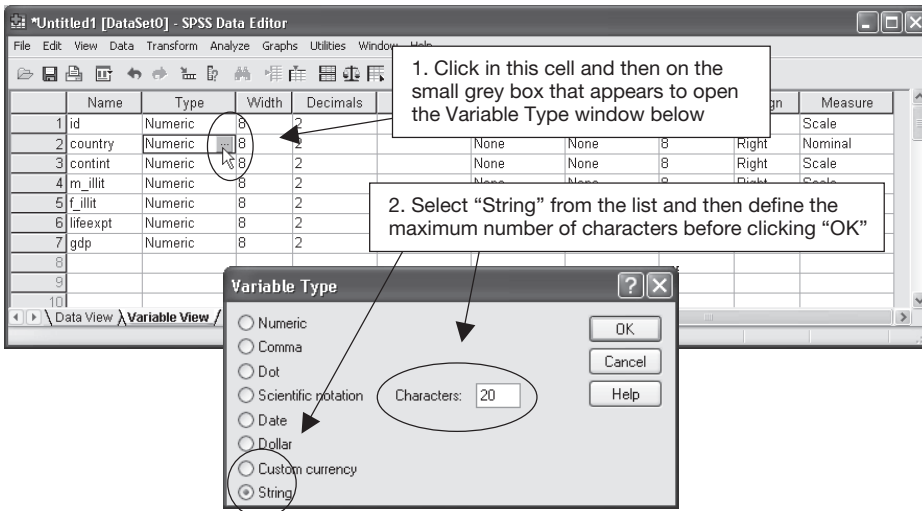 *Untitled1 [DataSet0] - SPSS Data Editor
File Edit View Data Transform Analyze Graphs Utilities Window Help
1. Click in this cell and then on the
small grey box that appears to open
the Variable Type window below
Name Type Width Decimals Measure
1 id Numeric 8 2 Scale
2 country Numeric ... 8 2 None None 8 Right Nominal
3 contint Numeric 8 2 None None 8 Right Scale
4 m_illit Numeric 8 2 None None 8 Right Scale
5 f_illit Numeric 8 2
6 lifeexpt Numeric 8 2
7 gdp Numeric 8 2
8
9
10
2. Select “String” from the list and then define the
maximum number of characters before clicking “OK”
Data View Variable View
Variable Type
Numeric
Comma
Dot
Scientific notation
Date
Dollar
Custom currency
String
Characters: 20
OK
Cancel
Help